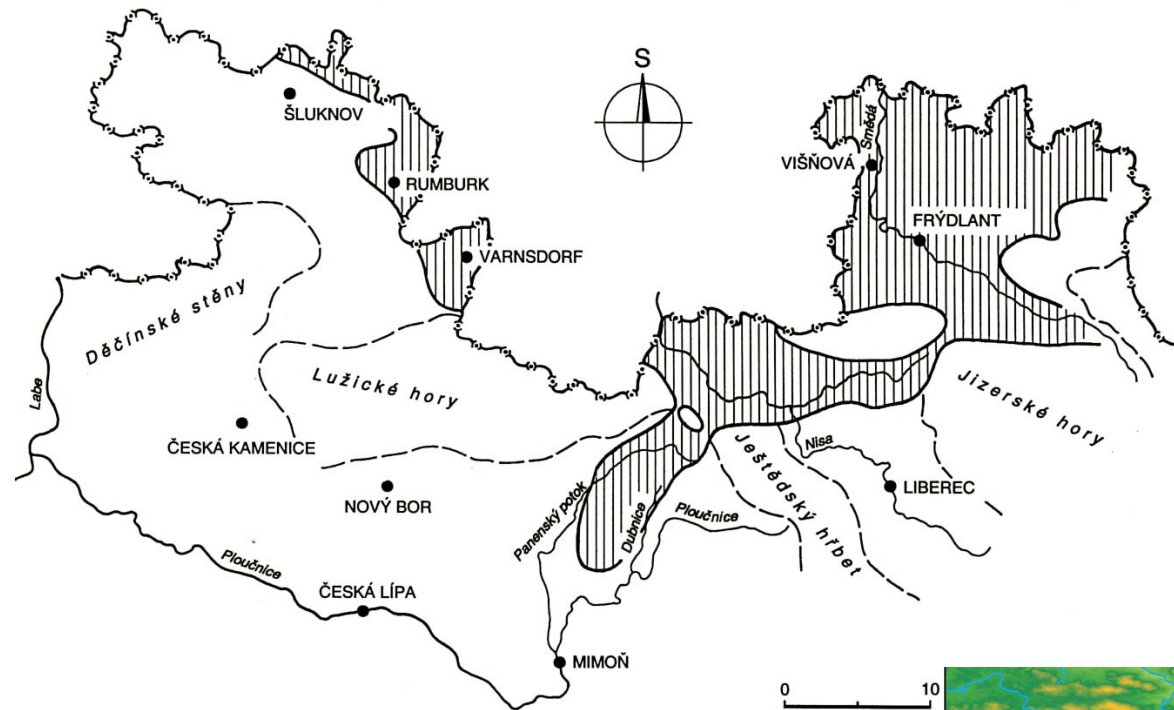 S
ŠLUKNOV
Smědá
VIŠŇOVÁ
RUMBURK
FRÝDLANT
VARNSDORF
Děčínské stěny
Labe
Lužické hory
Jizerské hory
ČESKÁ KAMENICE
Nisa
Ještědský hřbet
LIBEREC
NOVÝ BOR
Panenský potok
Dubnice
Ploučnice
Ploučnice
ČESKÁ LÍPA
MIMOŇ
0 10